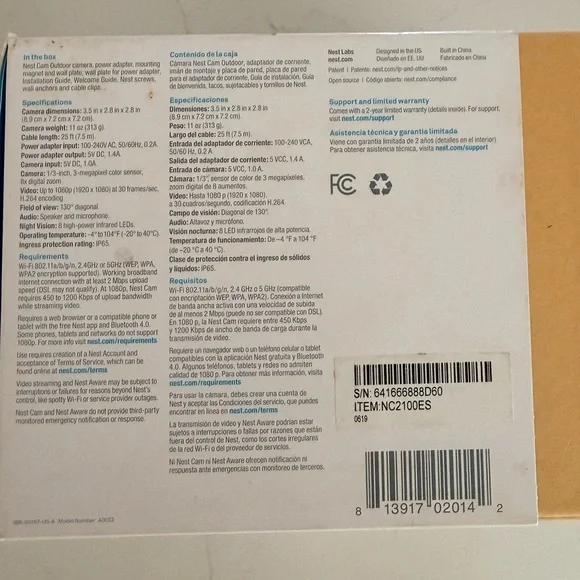 In the box
Nest Cam Outdoor camera, power adapter, mounting
magnet and wall plate, wall plate for power adapter,
Installation Guide, Welcome Guide, Nest screws,
wall anchors and cable clips.
Specifications
Camera dimensions: 3.5 in x 2.8 in x 2.8 in
(8.9 cm x 7.2 cm x 7.2 cm).
Camera weight: 11 oz (313 g).
Cable length: 25 ft (7.5 m).
Power adapter input: 100-240 AC, 50/60Hz, 0.2A.
Power adapter output: 5V DC, 1.4A.
Camera input: 5V DC, 1.0A.
Camera: 1/3-inch, 3-megapixel color sensor,
8x digital zoom
Video: Up to 1080p (1920 x 1080) at 30 frames/sec,
H.264 encoding
Field of view: 130° diagonal
Audio: Speaker and microphone.
Night Vision: 8 high-power infrared LEDs.
Operating temperature: -4° to 104°F (-20° to 40°C).
Ingress protection rating: IP65.
Requirements
Wi-Fi 802.11a/b/g/n, 2.4GHz or 5GHz (WEP, WPA,
WPA2 encryption supported). Working broadband
internet connection with at least 2 Mbps upload
speed (DSL may not qualify). At 1080p, Nest Cam
requires 450 to 1200 Kbps of upload bandwidth
while streaming video.
Requires a web browser or a compatible phone or
tablet with the free Nest app and Bluetooth 4.0.
Some phones, tablets and networks do not support
1080p. For more info visit nest.com/requirements
Use requires creation of a Nest Account and
acceptance of Terms of Service, which can be
found online at nest.com/terms
Video streaming and Nest Aware may be subject to
interruptions or failures for reasons beyond Nest's
control, like spotty Wi-Fi or service provider outages.
Nest Cam and Nest Aware do not provide third-party
monitored emergency notification or response.
Contenido de la caja
Cámara Nest Cam Outdoor, adaptador de corriente,
imán de montaje y placa de pared, placa de pared
para el adaptador de corriente, Guía de instalación, Guía
de bienvenida, tacos, sujetacables y tornillos de Nest.
Especificaciones
Dimensiones: 3.5 in x 2.8 in x 2.8 in
(8.9 cm x 7.2 cm x 7.2 cm).
Peso: 11 oz (313 g).
Largo del cable: 25 ft (7.5 m).
Entrada del adaptador de corriente: 100-240 VCA,
50/60 Hz, 0.2 A
Salida del adaptador de corriente: 5 VCC, 1.4 A.
Entrada de cámara: 5 VCC, 1.0 A.
Cámara: 1/3", sensor de color de 3 megapíxeles,
zoom digital de 8 aumentos.
Video: Hasta 1080 p (1920 x 1080),
a 30 cuadros/segundo, codificación H.264.
Campo de visión: Diagonal de 130°.
Audio: Altavoz y micrófono.
Visión nocturna: 8 LED infrarrojos de alta potencia.
Temperatura de funcionamiento: De -4 °F a 104 °F
(de -20 °C a 40 °C).
Clase de protección contra el ingreso de sólidos
y líquidos: IP65.
Requisitos
Wi-Fi 802.11a/b/g/n, 2.4 GHz o 5 GHz (compatible
con encriptación WEP, WPA, WPA2). Conexión a Internet
de banda ancha activa con una velocidad de subida
de al menos 2 Mbps (puede no ser compatible con DSL).
En 1080 p, la Nest Cam requiere entre 450 Kbps
y 1200 Kbps de ancho de banda de carga durante la
transmisión de video.
Requiere un navegador web o un teléfono celular o tablet
compatibles con la aplicación gratuita Nest y Bluetooth
4.0. Algunos teléfonos, tablets y redes no admiten
calidad de 1080 p. Para obtener más información, visita
nest.com/requirements
Para usar la cámara, debes crear una cuenta de
Nest y aceptar las Condiciones del servicio, que puedes
encontrar en línea en nest.com/terms
La transmisión de video y Nest Aware podrían estar
sujetos a interrupciones o fallas por razones que están
fuera del control de Nest, como los cortes irregulares
de la red Wi-Fi o del proveedor de servicios.
Ni Nest Cam ni Nest Aware ofrecen notificación ni
respuesta ante emergencias con monitoreo de terceros.
Nest Labs
nest.com
Designed in the US
Diseñado en EE. UU
Built in China
Fabricado en China
Patent | Patente: nest.com/ip-and-other-notices
Open source | Código abierto: nest.com/compliance
Support and limited warranty
Comes with a 2-year limited warranty (details inside). For support,
visit nest.com/support
Asistencia técnica y garantía limitada
Viene con garantía limitada de 2 años (detalles en el interior)
Para obtener asistencia técnica, visita nest.com/support
FC
S/N: 641666888D60
ITEM:NC2100ES
0619
8 13917 02014 2
Model Number: A0033